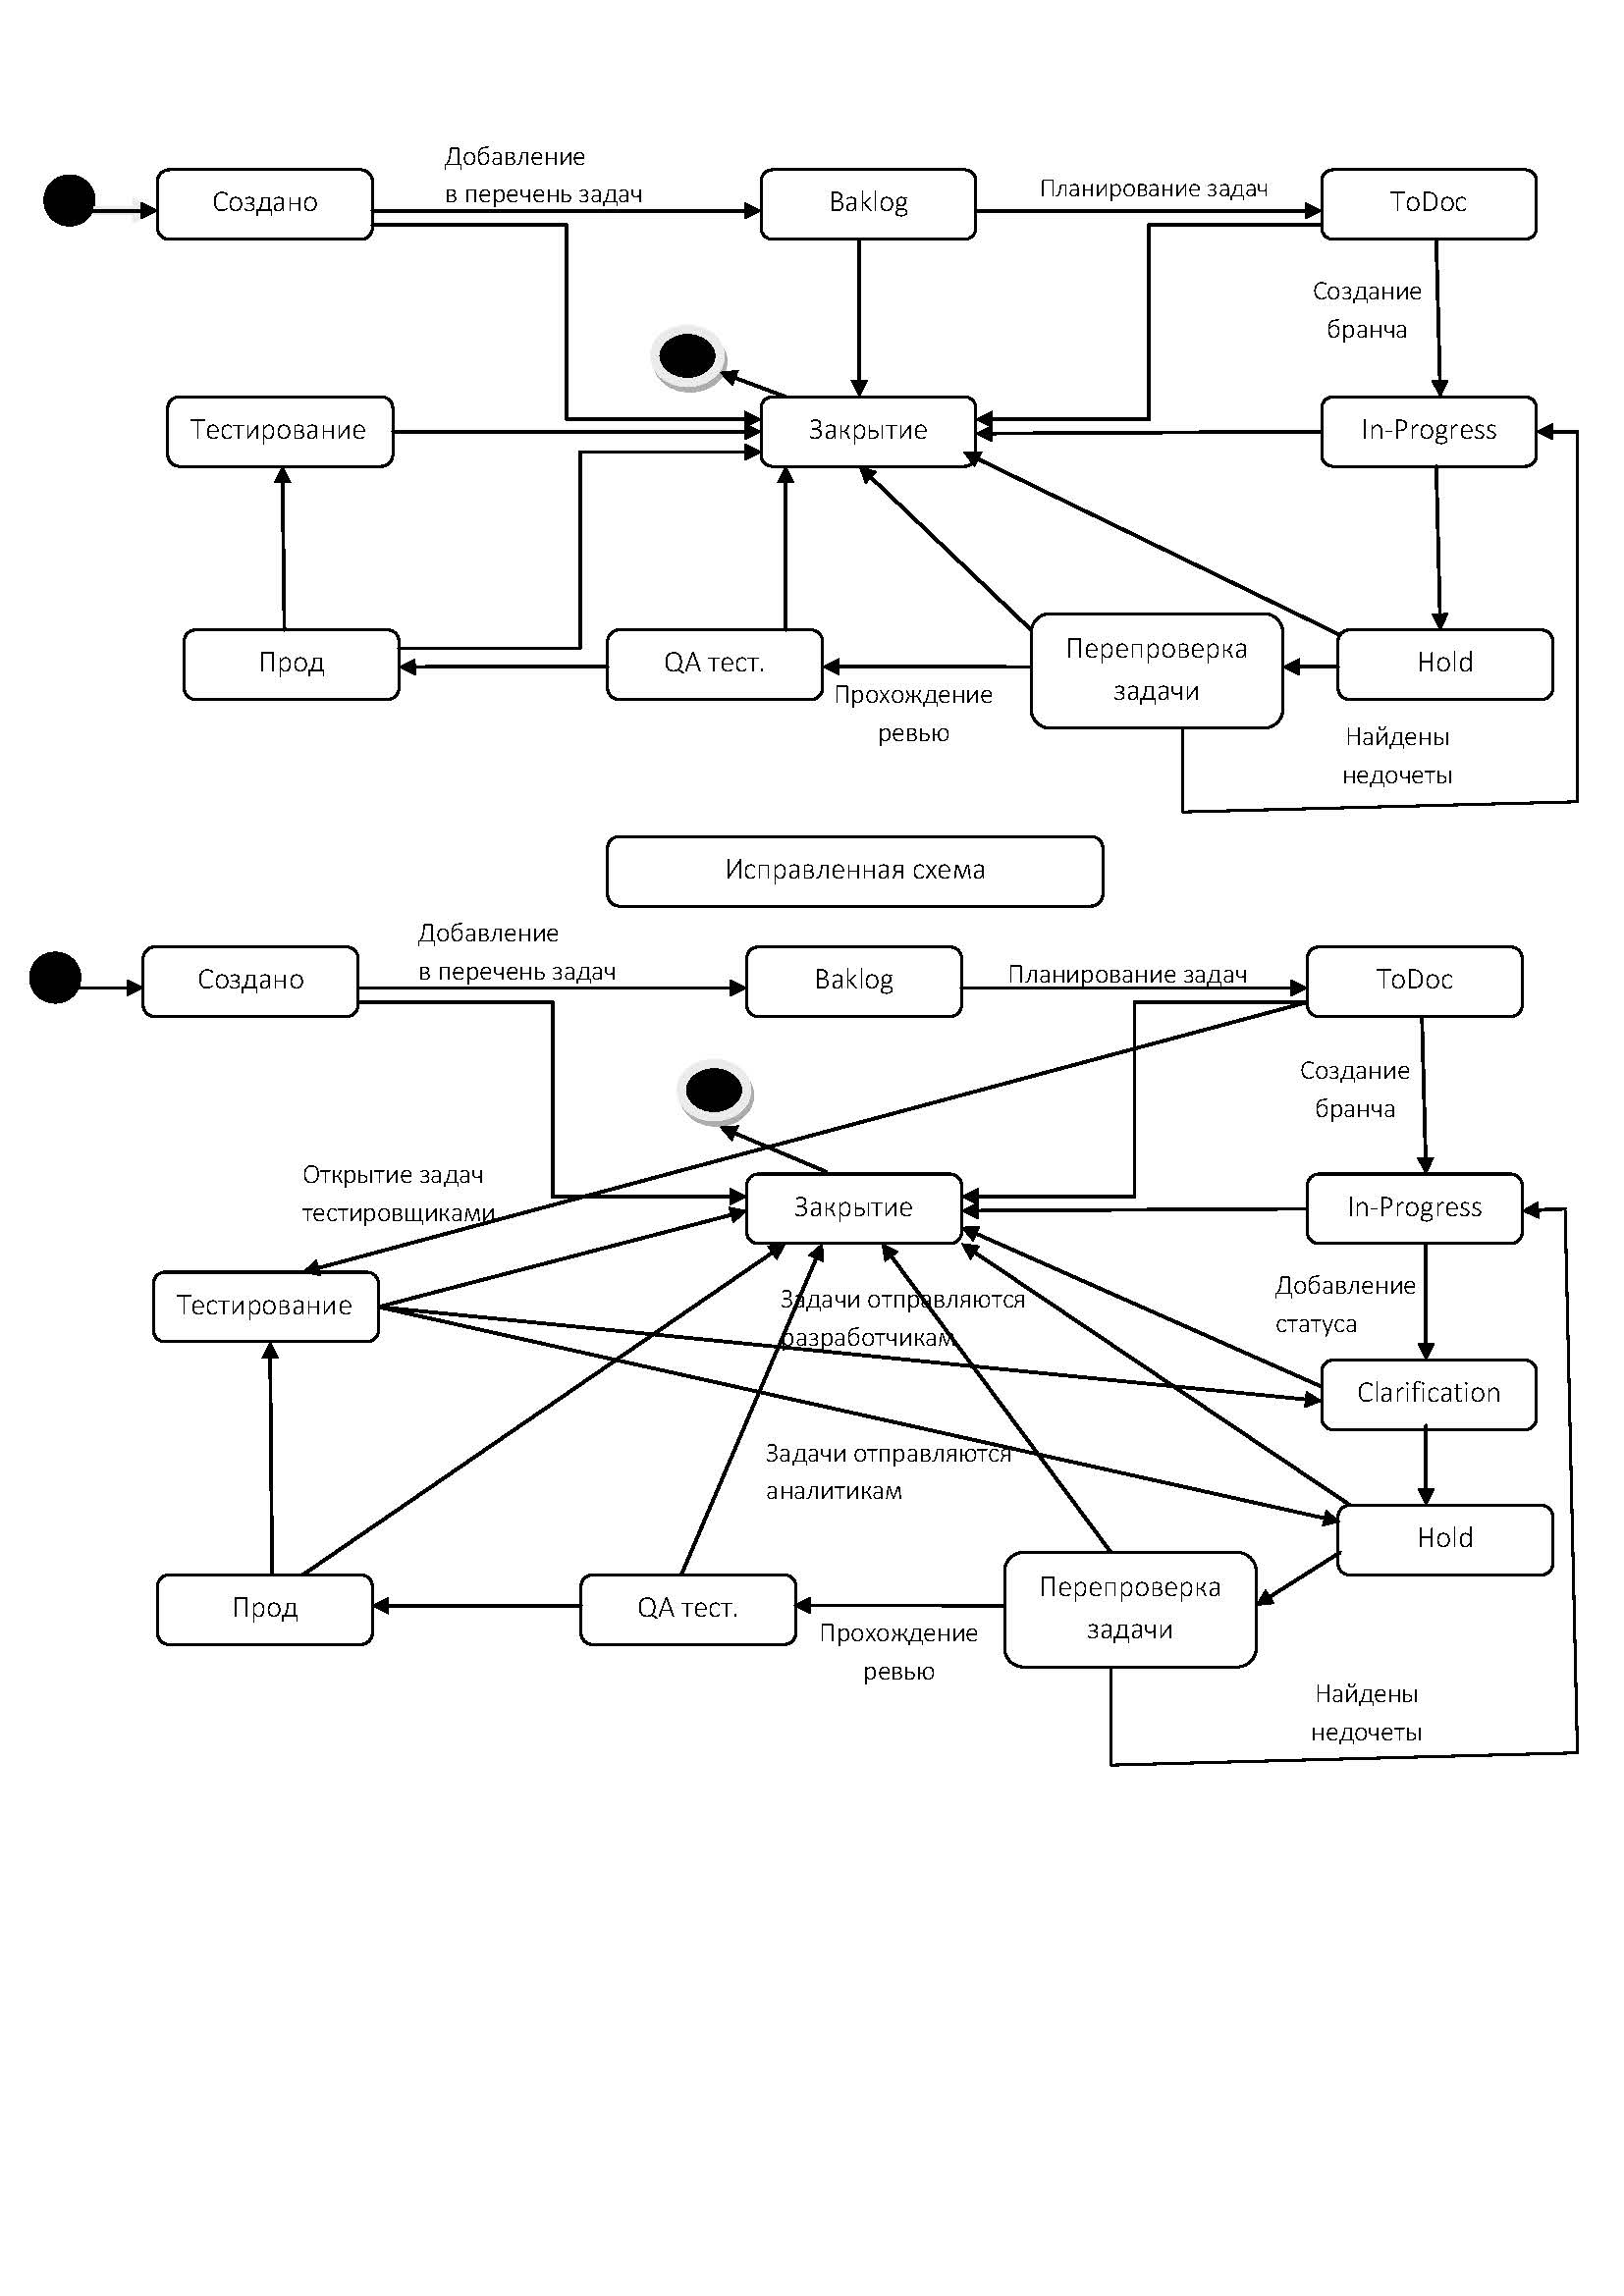 Добавление
в перечень задач
Планирование задач
Создано
Baklog
ToDoc
Создание
бранча
Тестирование
Закрытие
In-Progress
Прод
QA тест.
Перепроверка
задачи
Hold
Прохождение
ревью
Найдены
недочеты
Исправленная схема
Добавление
в перечень задач
Планирование задач
Создано
Baklog
ToDoc
Создание
бранча
Открытие задач
тестировщиками
Закрытие
In-Progress
Тестирование
Задачи отправляются
разработчикам
Добавление
статуса
Clarification
Задачи отправляются
аналитикам
Hold
Прод
QA тест.
Перепроверка
задачи
Прохождение
ревью
Найдены
недочеты